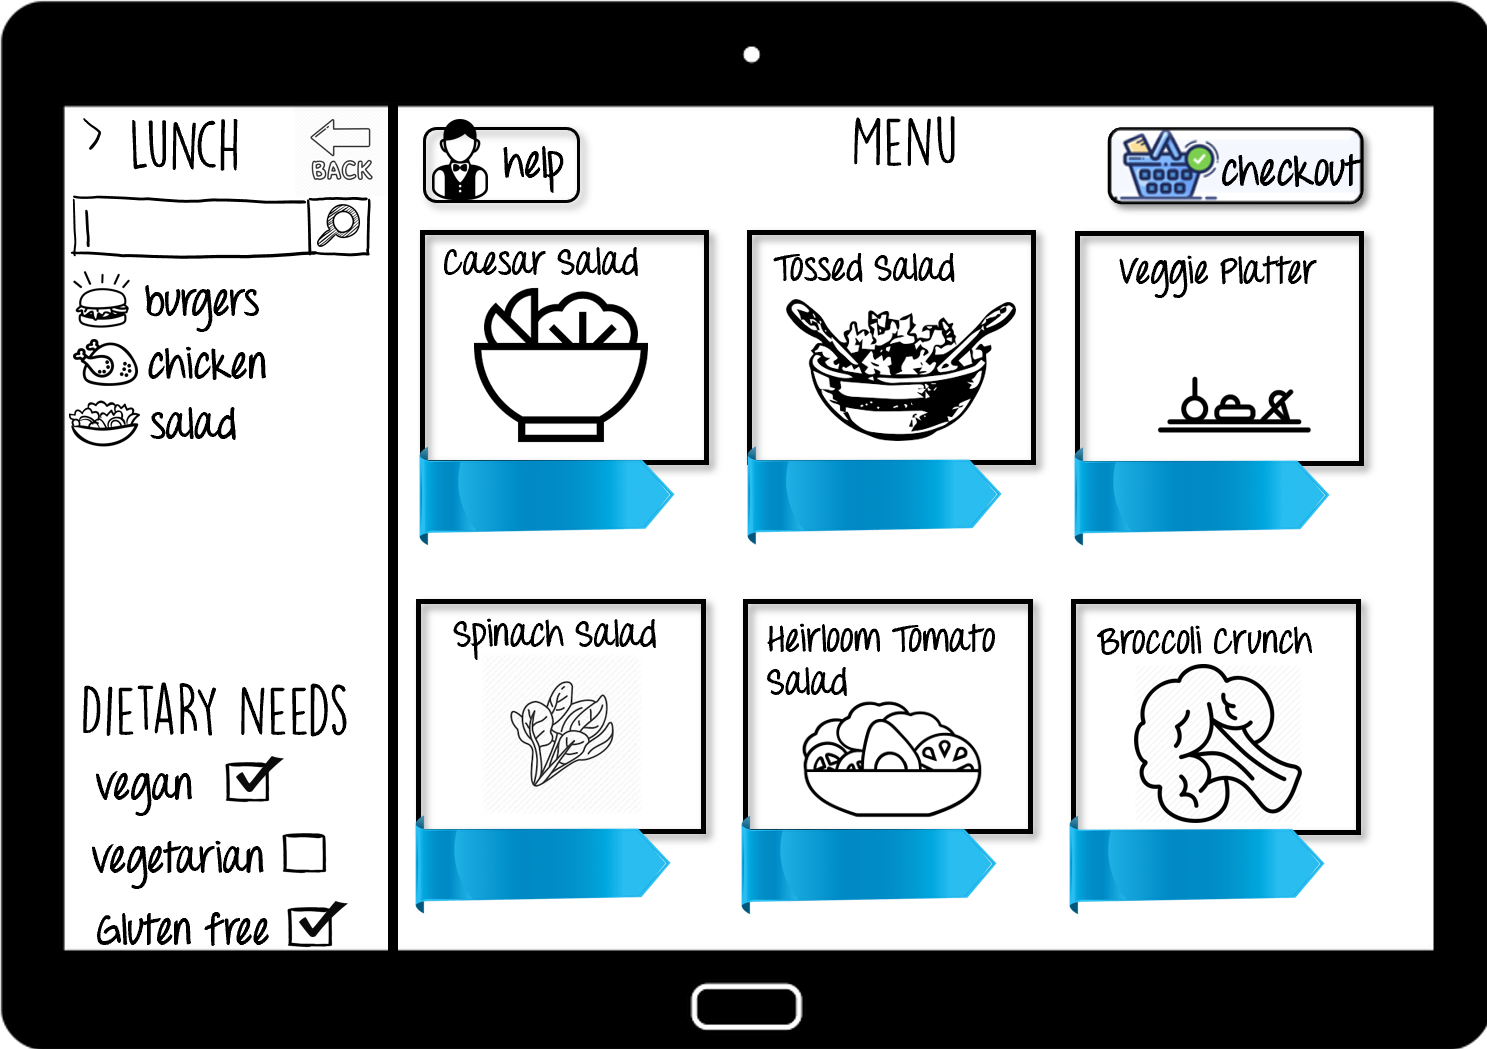 > LUNCH
BACK
burgers
chicken
salad
DIETARY NEEDS
vegan
vegetarian
Gluten free
help
MENU
checkout
Caesar Salad
Tossed Salad
Veggie Platter
Spinach Salad
Heirloom Tomato
Salad
Broccoli Crunch